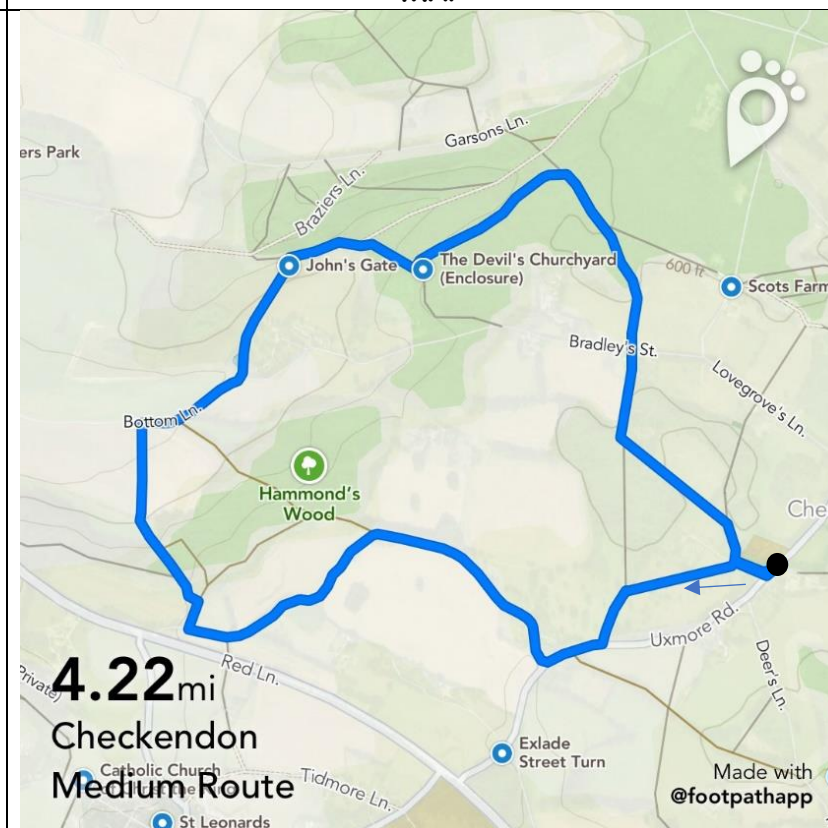 Garsons Ln.
ers Park
Braziers Ln.
John's Gate
The Devil's Churchyard
(Enclosure)
600 ft
Scots Farm
Bradley's St.
Lovegrove's Ln.
Bottom Ln.
Hammond's
Wood
Che
Uxmore Rd.
Deer's Ln.
Red Ln.
Private)
4.22mi
Checkendon
Medium Route
Exlade
Street Turn
Catholic Church
Tidmore Ln.
St Leonards
Made with
@footpathapp